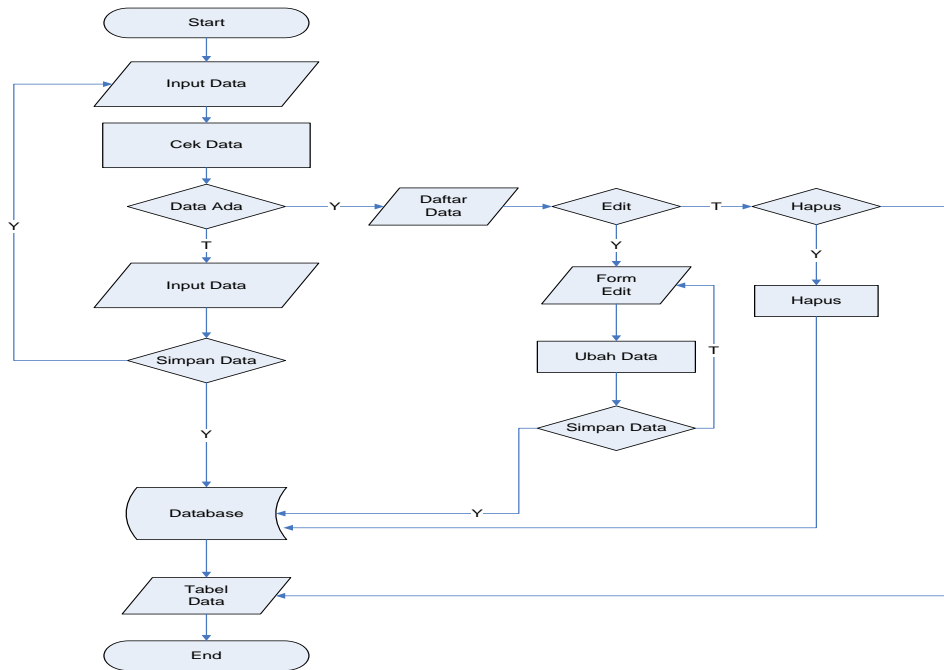 Start
Input Data
Cek Data
Data Ada
Y
Daftar
Data
Edit
T
Hapus
Y
T
Y
Y
Input Data
Form
Edit
Hapus
Simpan Data
Ubah Data
T
Simpan Data
Y
Database
Y
Tabel
Data
End